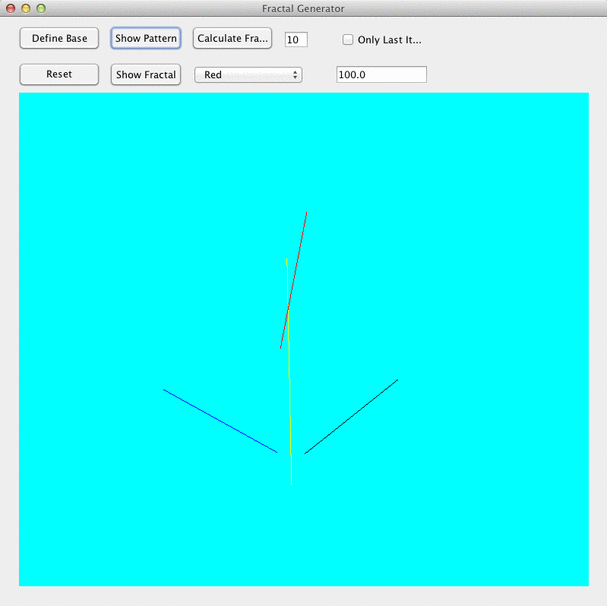 Fractal Generator
Define Base Show Pattern Calculate Fra... 10 Only Last It...
Reset Show Fractal Red 100.0